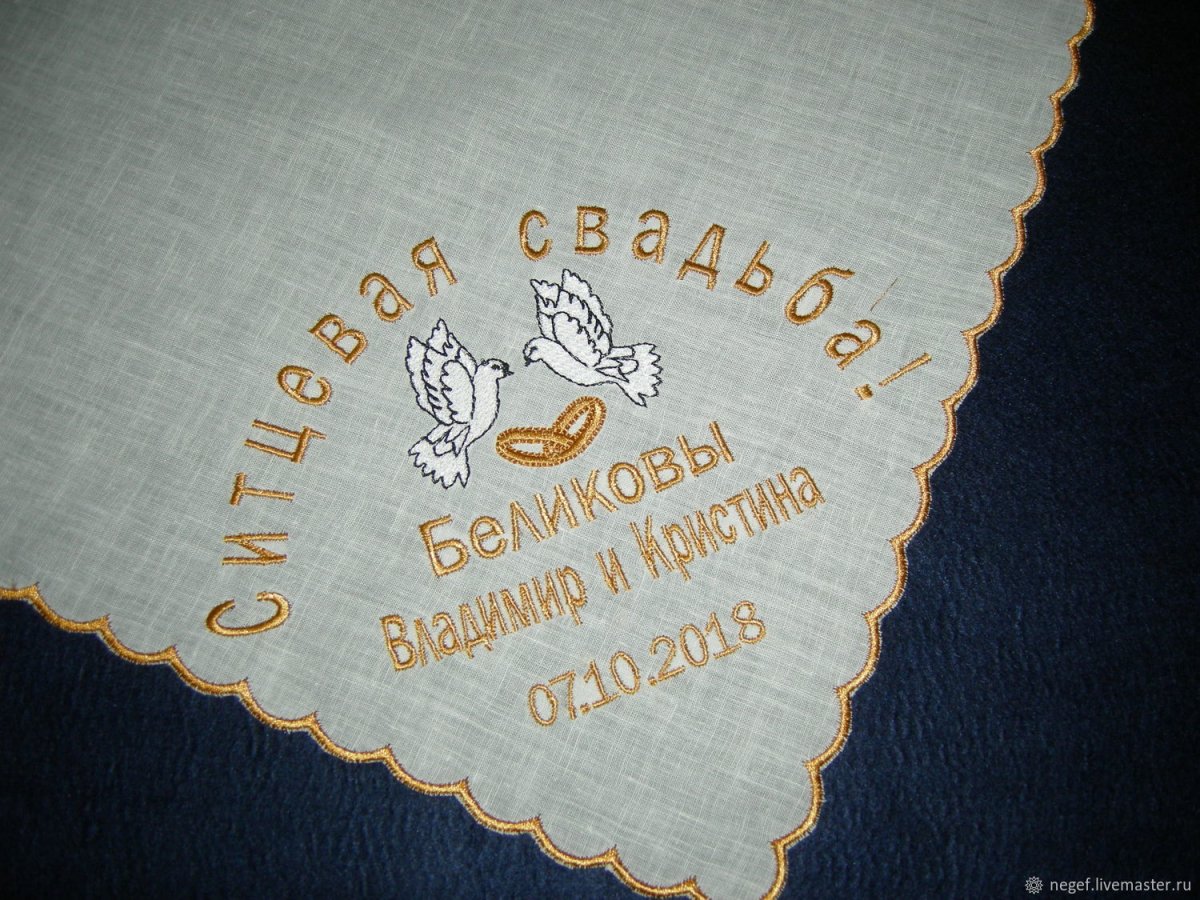 Ситцевая свадьба!
Беликовы
Владимир и Кристина
07.10.2018
negef.livemaster.ru